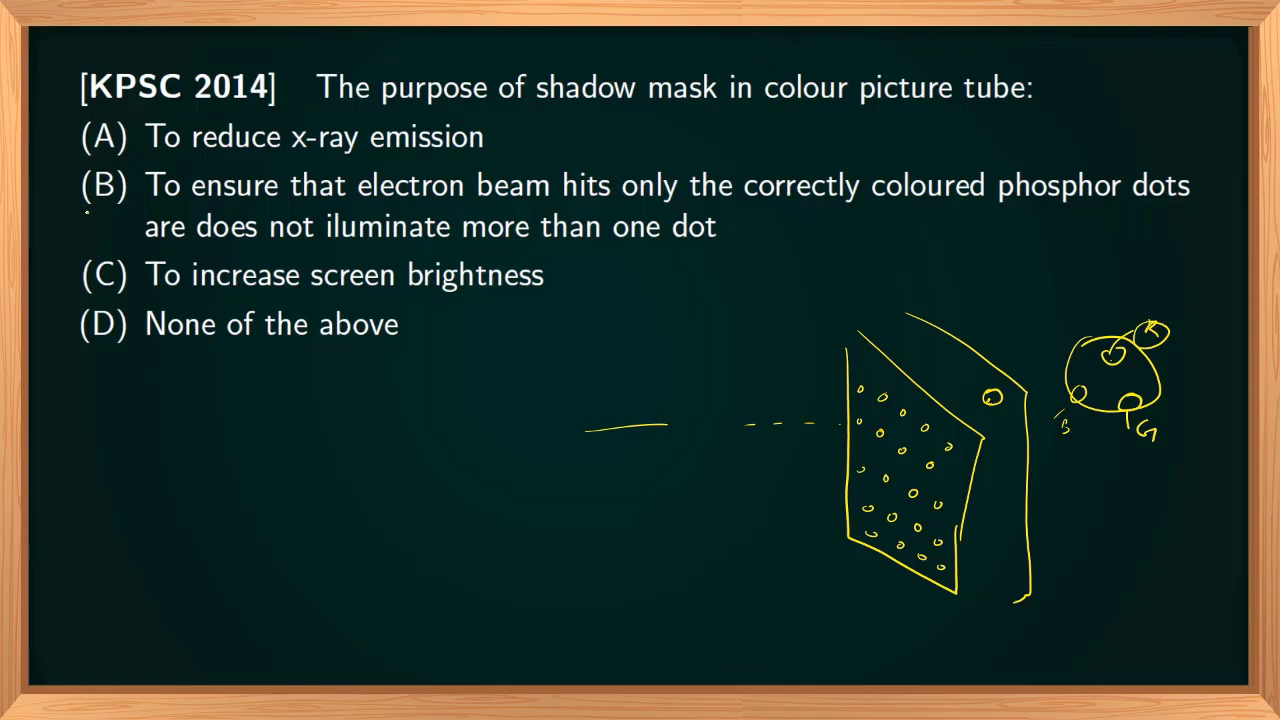 [KPSC 2014] The purpose of shadow mask in colour picture tube:
(A) To reduce x-ray emission
(B) To ensure that electron beam hits only the correctly coloured phosphor dots
are does not iluminate more than one dot
(C) To increase screen brightness
(D) None of the above
R
B
G